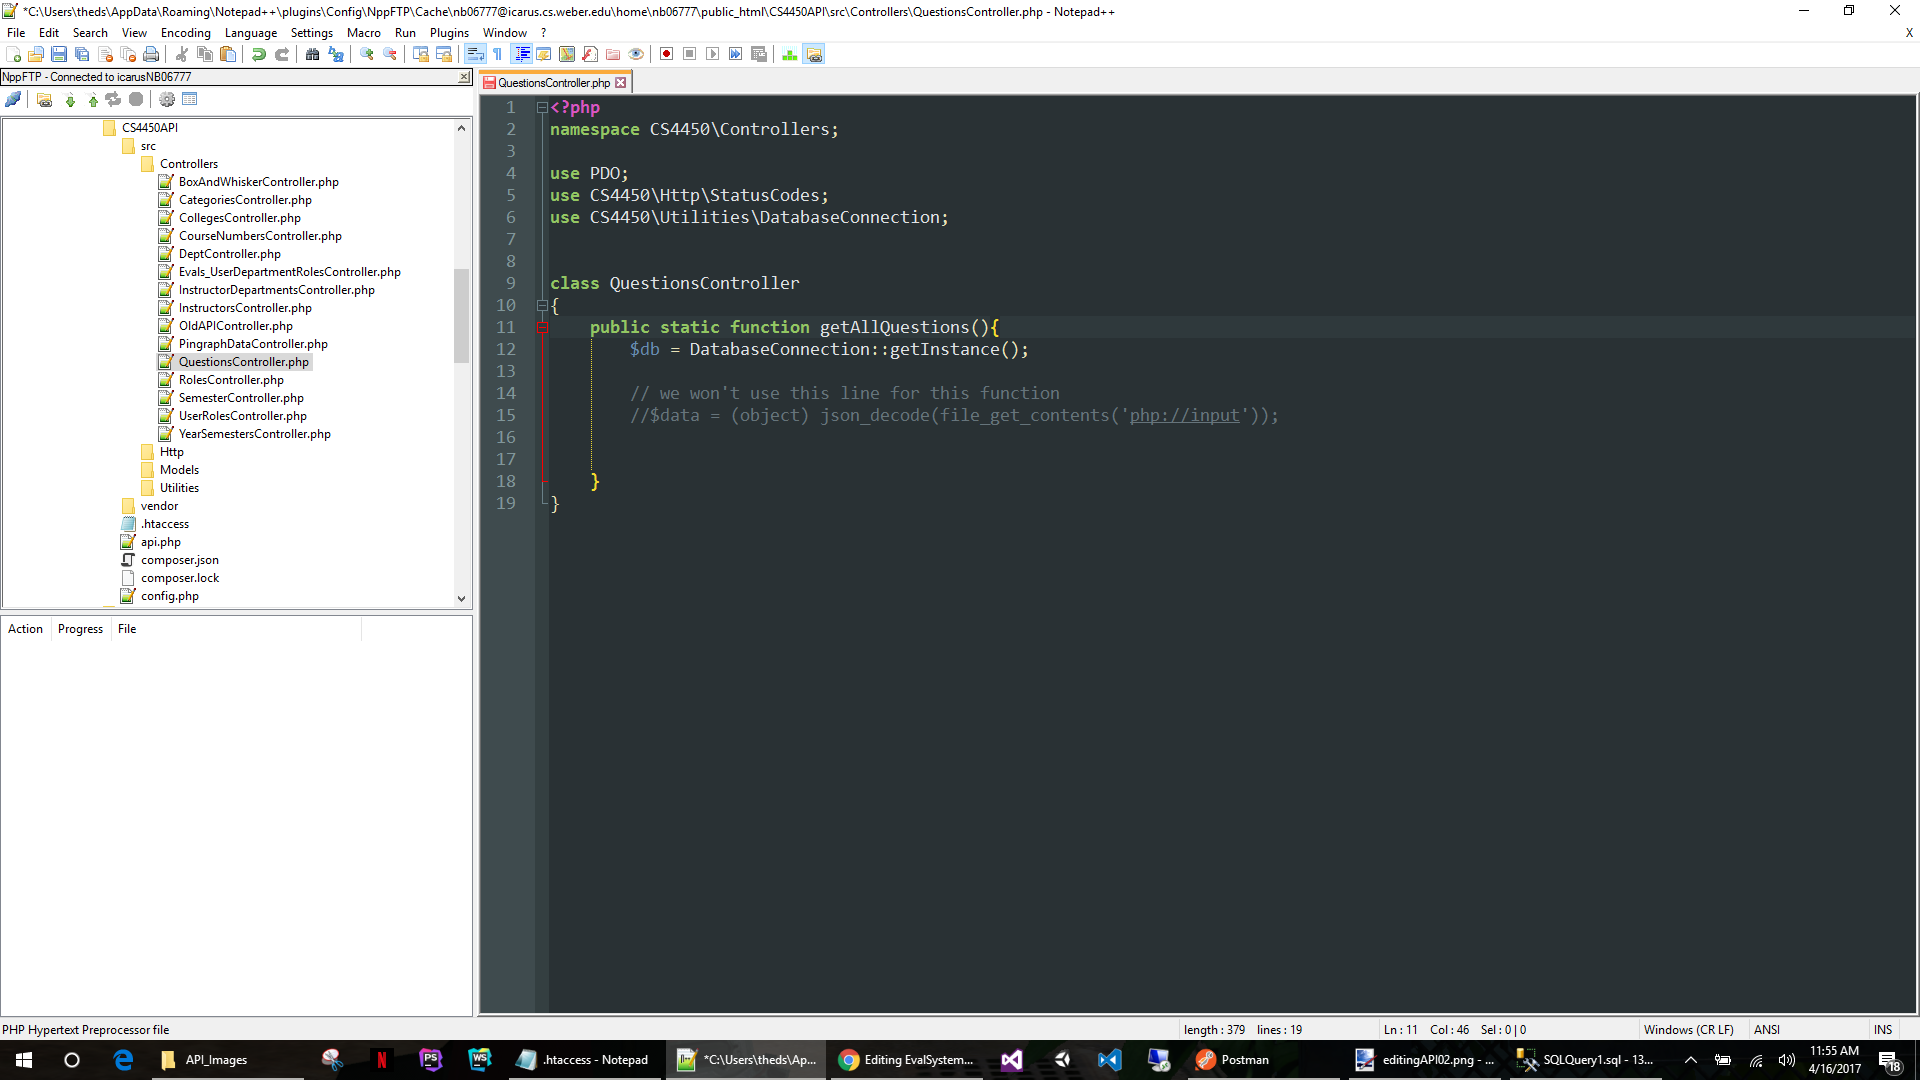 *C:\Users\theds\AppData\Roaming\Notepad++\plugins\Config\NppFTP\Cache\nb06777@icarus.cs.weber.edu\home\nb06777\public_html\CS4450API\src\Controllers\QuestionsController.php - Notepad++
File Edit Search View Encoding Language Settings Macro Run Plugins Window ? X
NppFTP - Connected to icarusNB06777
CS4450API
src
Controllers
BoxAndWhiskerController.php
CategoriesController.php
CollegesController.php
CourseNumbersController.php
DeptController.php
Evals_UserDepartmentRolesController.php
InstructorDepartmentsController.php
InstructorsController.php
OldAPIController.php
PingraphDataController.php
QuestionsController.php
RolesController.php
SemesterController.php
UserRolesController.php
YearSemestersController.php
Http
Models
Utilities
vendor
.htaccess
api.php
composer.json
composer.lock
config.php
Action Progress File
QuestionsController.php
1 <?php
2 namespace CS4450\Controllers;
3
4 use PDO;
5 use CS4450\Http\StatusCodes;
6 use CS4450\Utilities\DatabaseConnection;
7
8
9 class QuestionsController
10 {
11 public static function getAllQuestions(){
12 $db = DatabaseConnection::getInstance();
13
14 // we won't use this line for this function
15 //$data = (object) json_decode(file_get_contents('php://input'));
16
17
18 }
19 }
PHP Hypertext Preprocessor file length : 379 lines : 19 Ln : 11 Col : 46 Sel : 0 | 0 Windows (CR LF) ANSI INS
API_Images PS WS .htaccess - Notepad *C:\Users\theds\Ap... Editing EvalSystem... Postman editingAPI02.png - ... SQLQuery1.sql - 13... 11:55 AM
4/16/2017 18